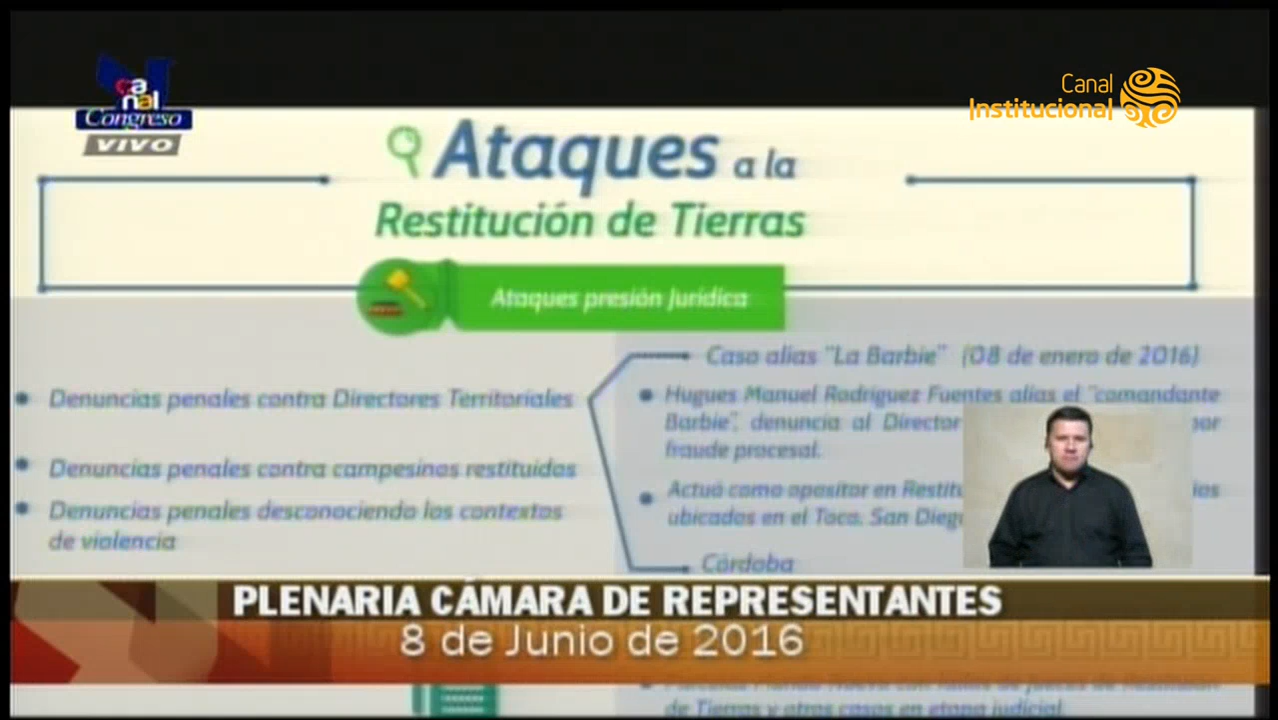 ca
nal
Congreso
VIVO
Canal
Institucional
Ataques a la
Restitución de Tierras
Ataques presión Jurídica
Denuncias penales contra Directores Territoriales
Denuncias penales contra campesinos restituidos
Denuncias penales desconociendo los contextos
de violencia
Caso alias "La Barbie" (08 de enero de 2016)
Hugues Manuel Rodríguez Fuentes alias el "comandante
Barbie", denuncia al Director por
fraude procesal.
Actuó como opositor en
ubicados en el Toco, San Diego
Córdoba
PLENARIA CÁMARA DE REPRESENTANTES
8 de Junio de 2016
de Tierras y otros casos en etapa judicial.